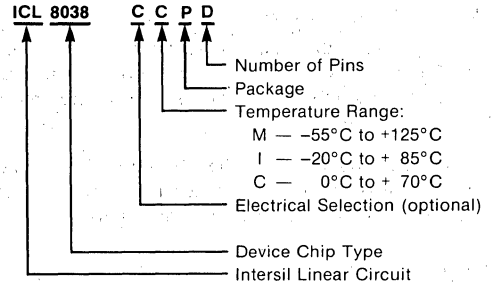 ICL 8038 C C P D
Number of Pins
Package
Temperature Range:
M — -55°C to +125°C
I — -20°C to + 85°C
C — 0°C to + 70°C
Electrical Selection (optional)
Device Chip Type
Intersil Linear Circuit